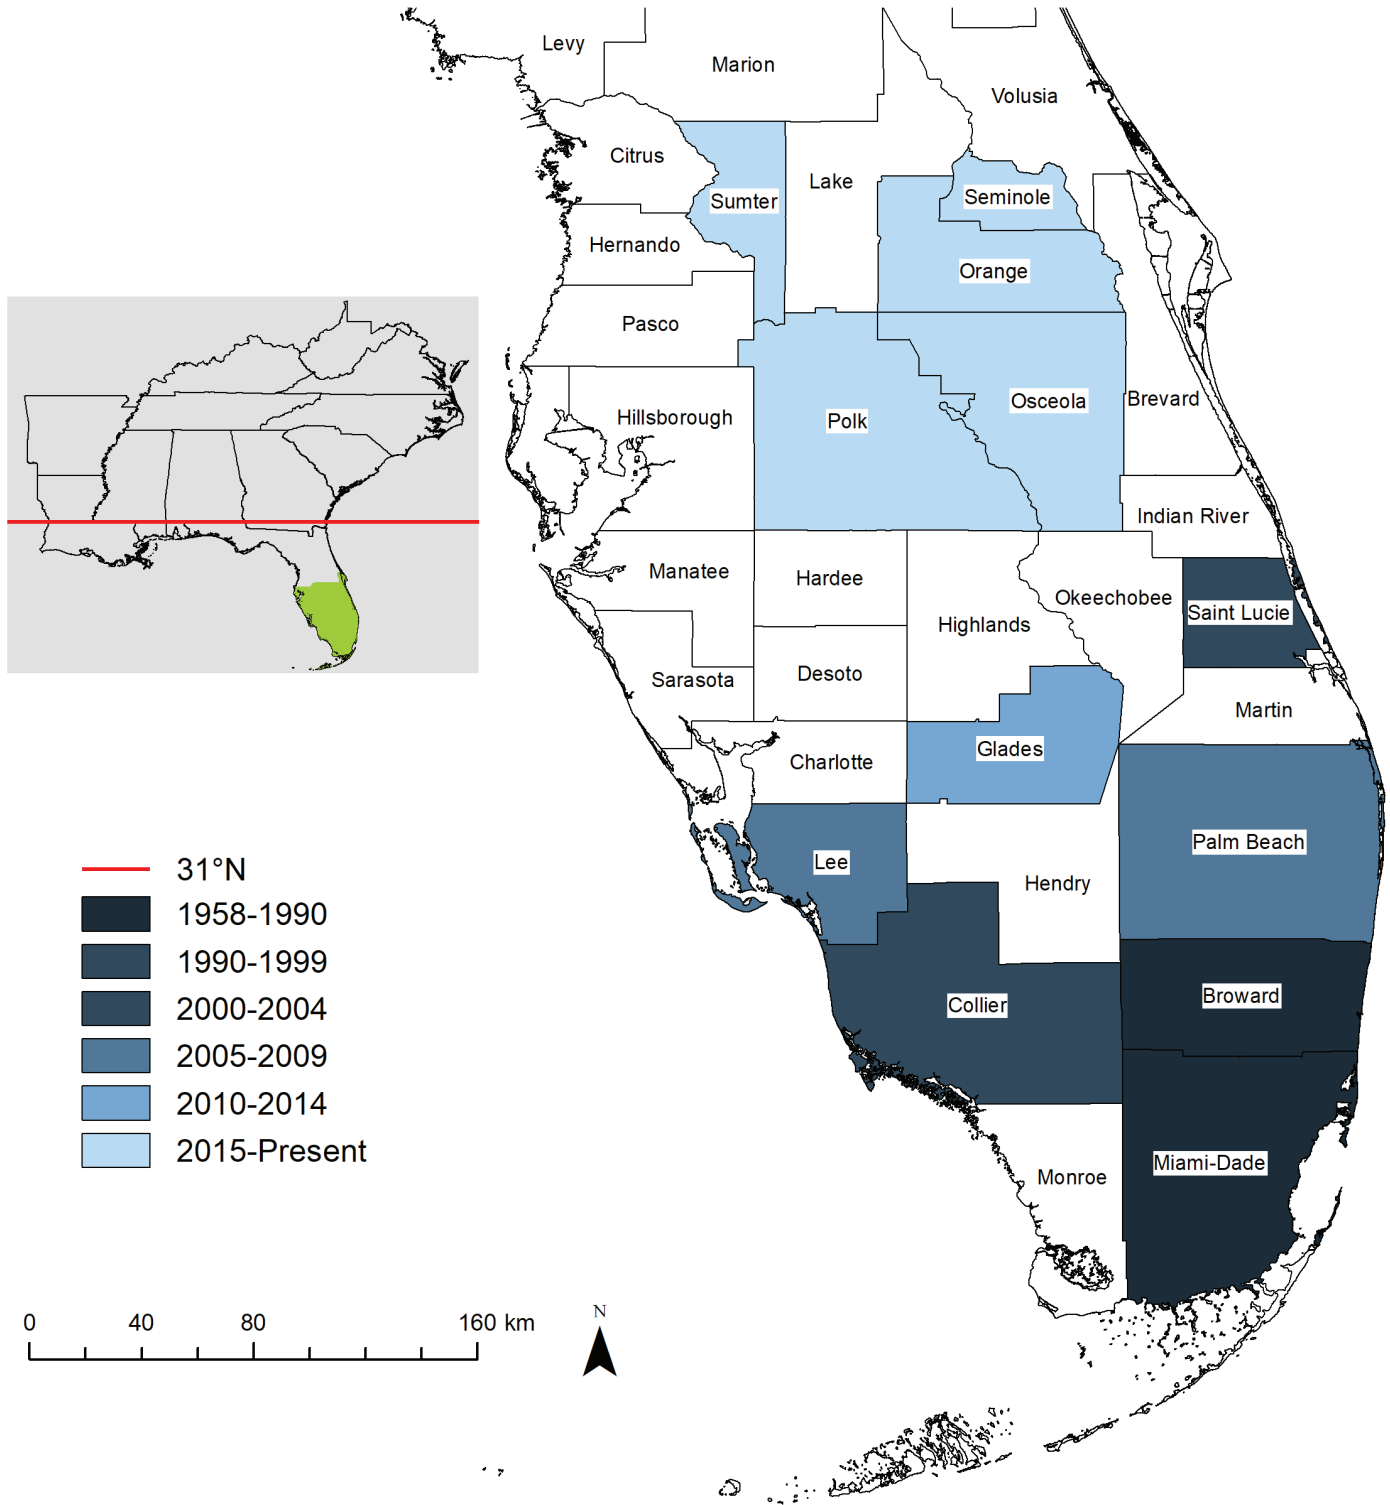 Levy
Marion
Volusia
Citrus
Lake
Sumter
Seminole
Hernando
Orange
Pasco
Brevard
Osceola
Hillsborough
Polk
Indian River
Manatee
Hardee
Okeechobee
Saint Lucie
Highlands
Sarasota
Desoto
Martin
Glades
Charlotte
Palm Beach
Lee
Hendry
Broward
Collier
Miami-Dade
Monroe
31°N
1958-1990
1990-1999
2000-2004
2005-2009
2010-2014
2015-Present
0 40 80 160 km
N